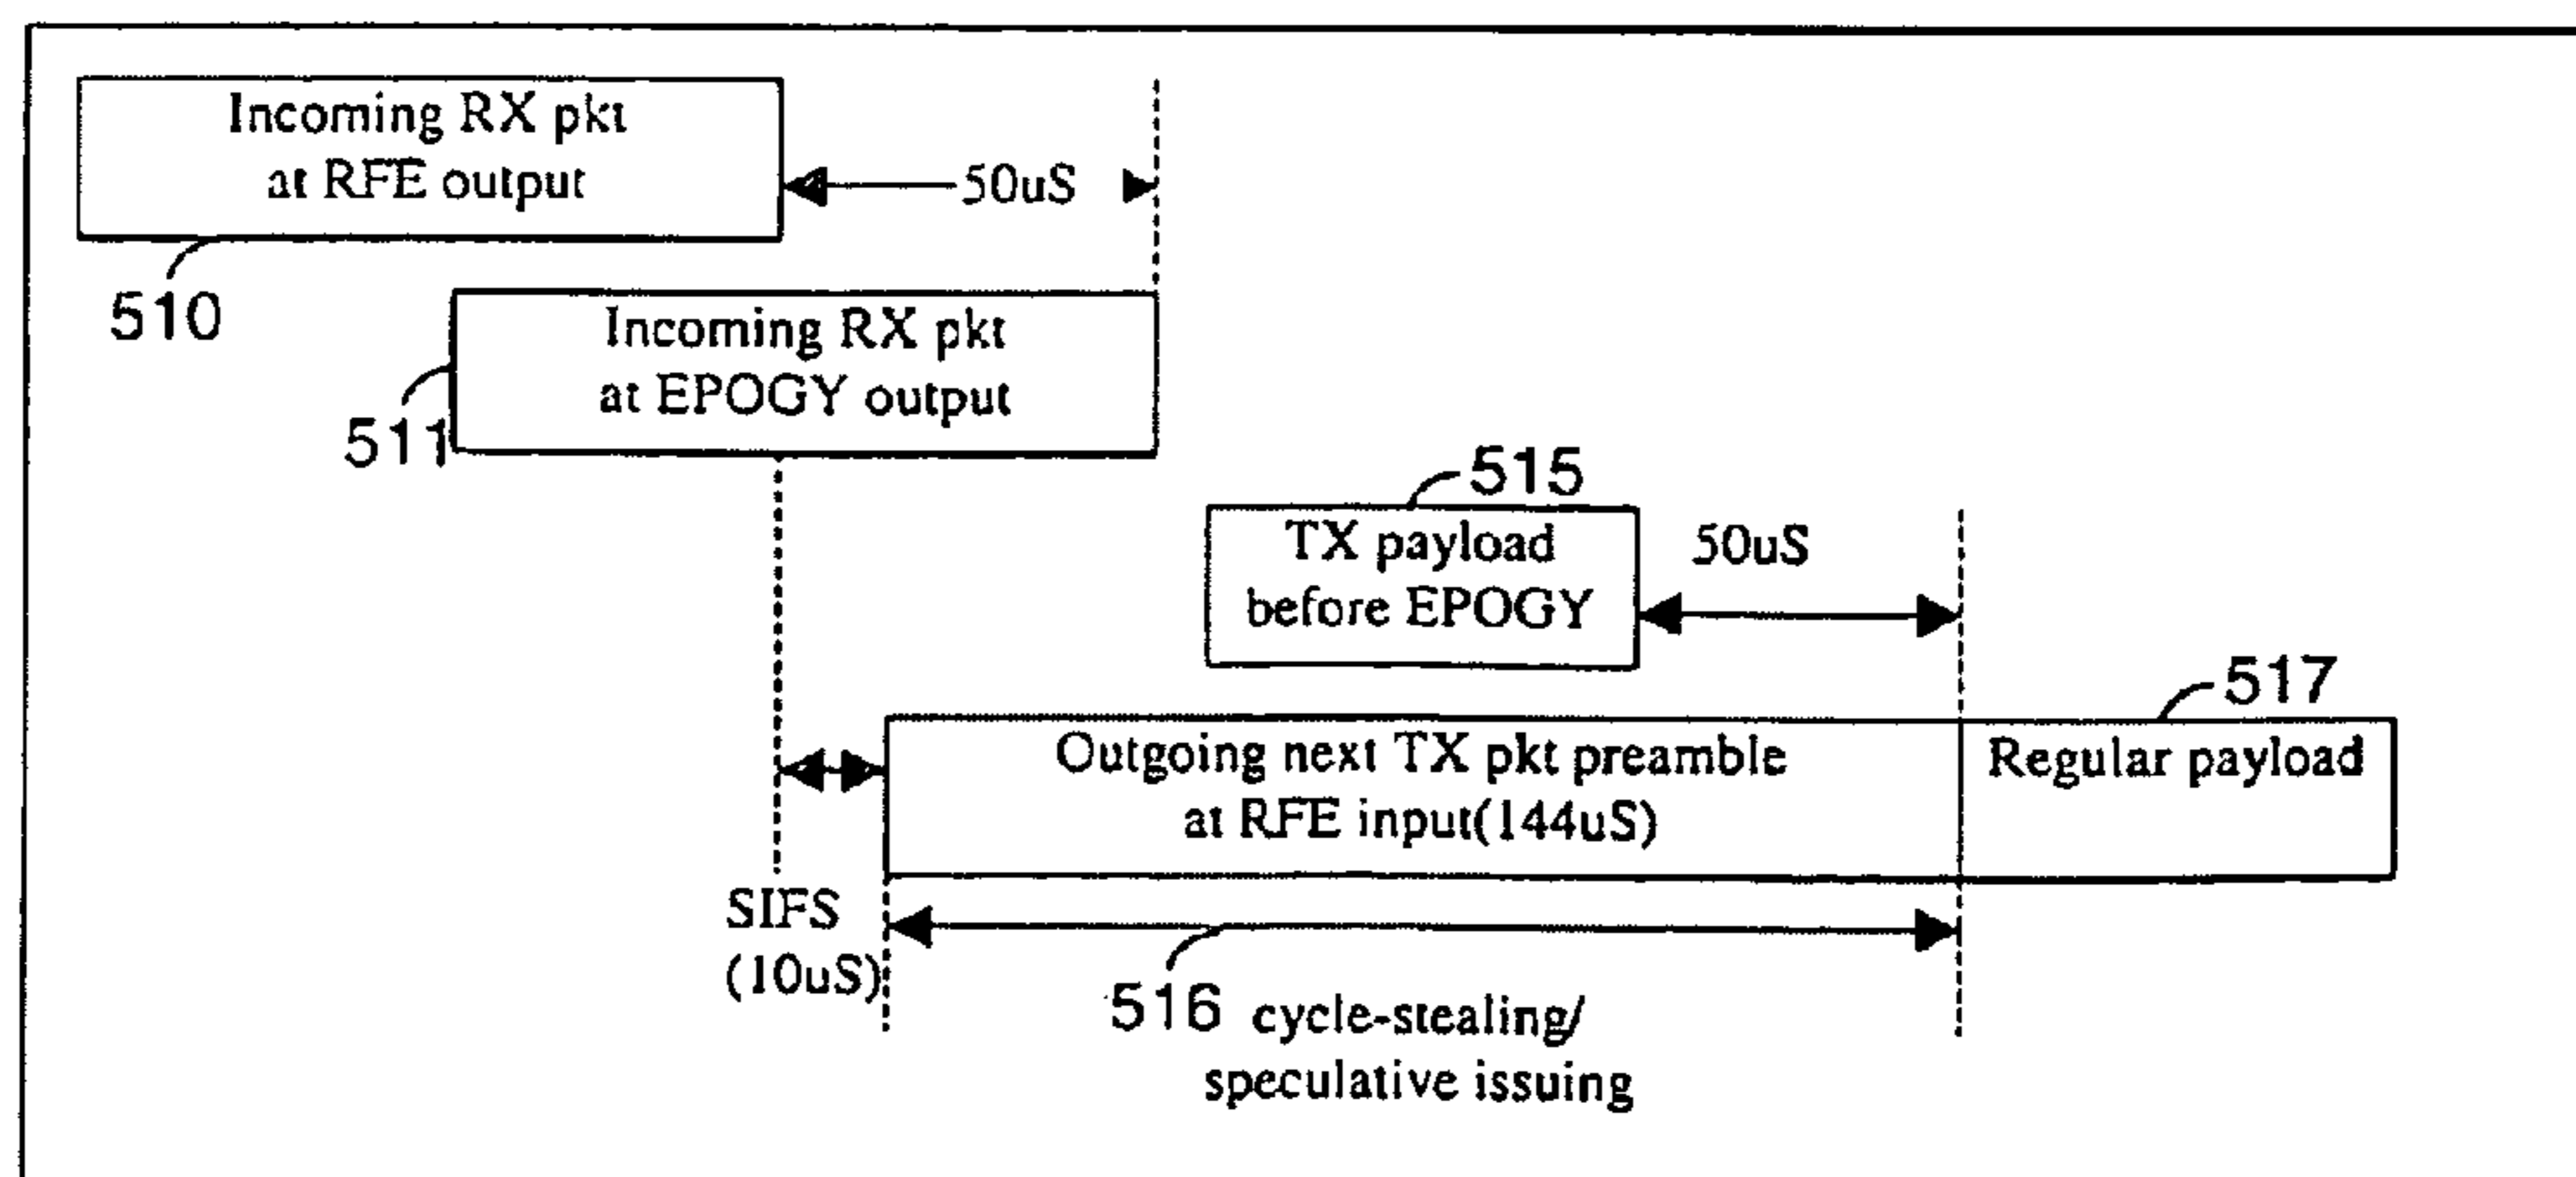 Incoming RX pkt
at RFE output
50uS
510
Incoming RX pkt
at EPOGY output
511
515
TX payload
before EPOGY
50uS
517
Outgoing next TX pkt preamble
at RFE input(144uS)
Regular payload
SIFS
(10uS)
516 cycle-stealing/
speculative issuing